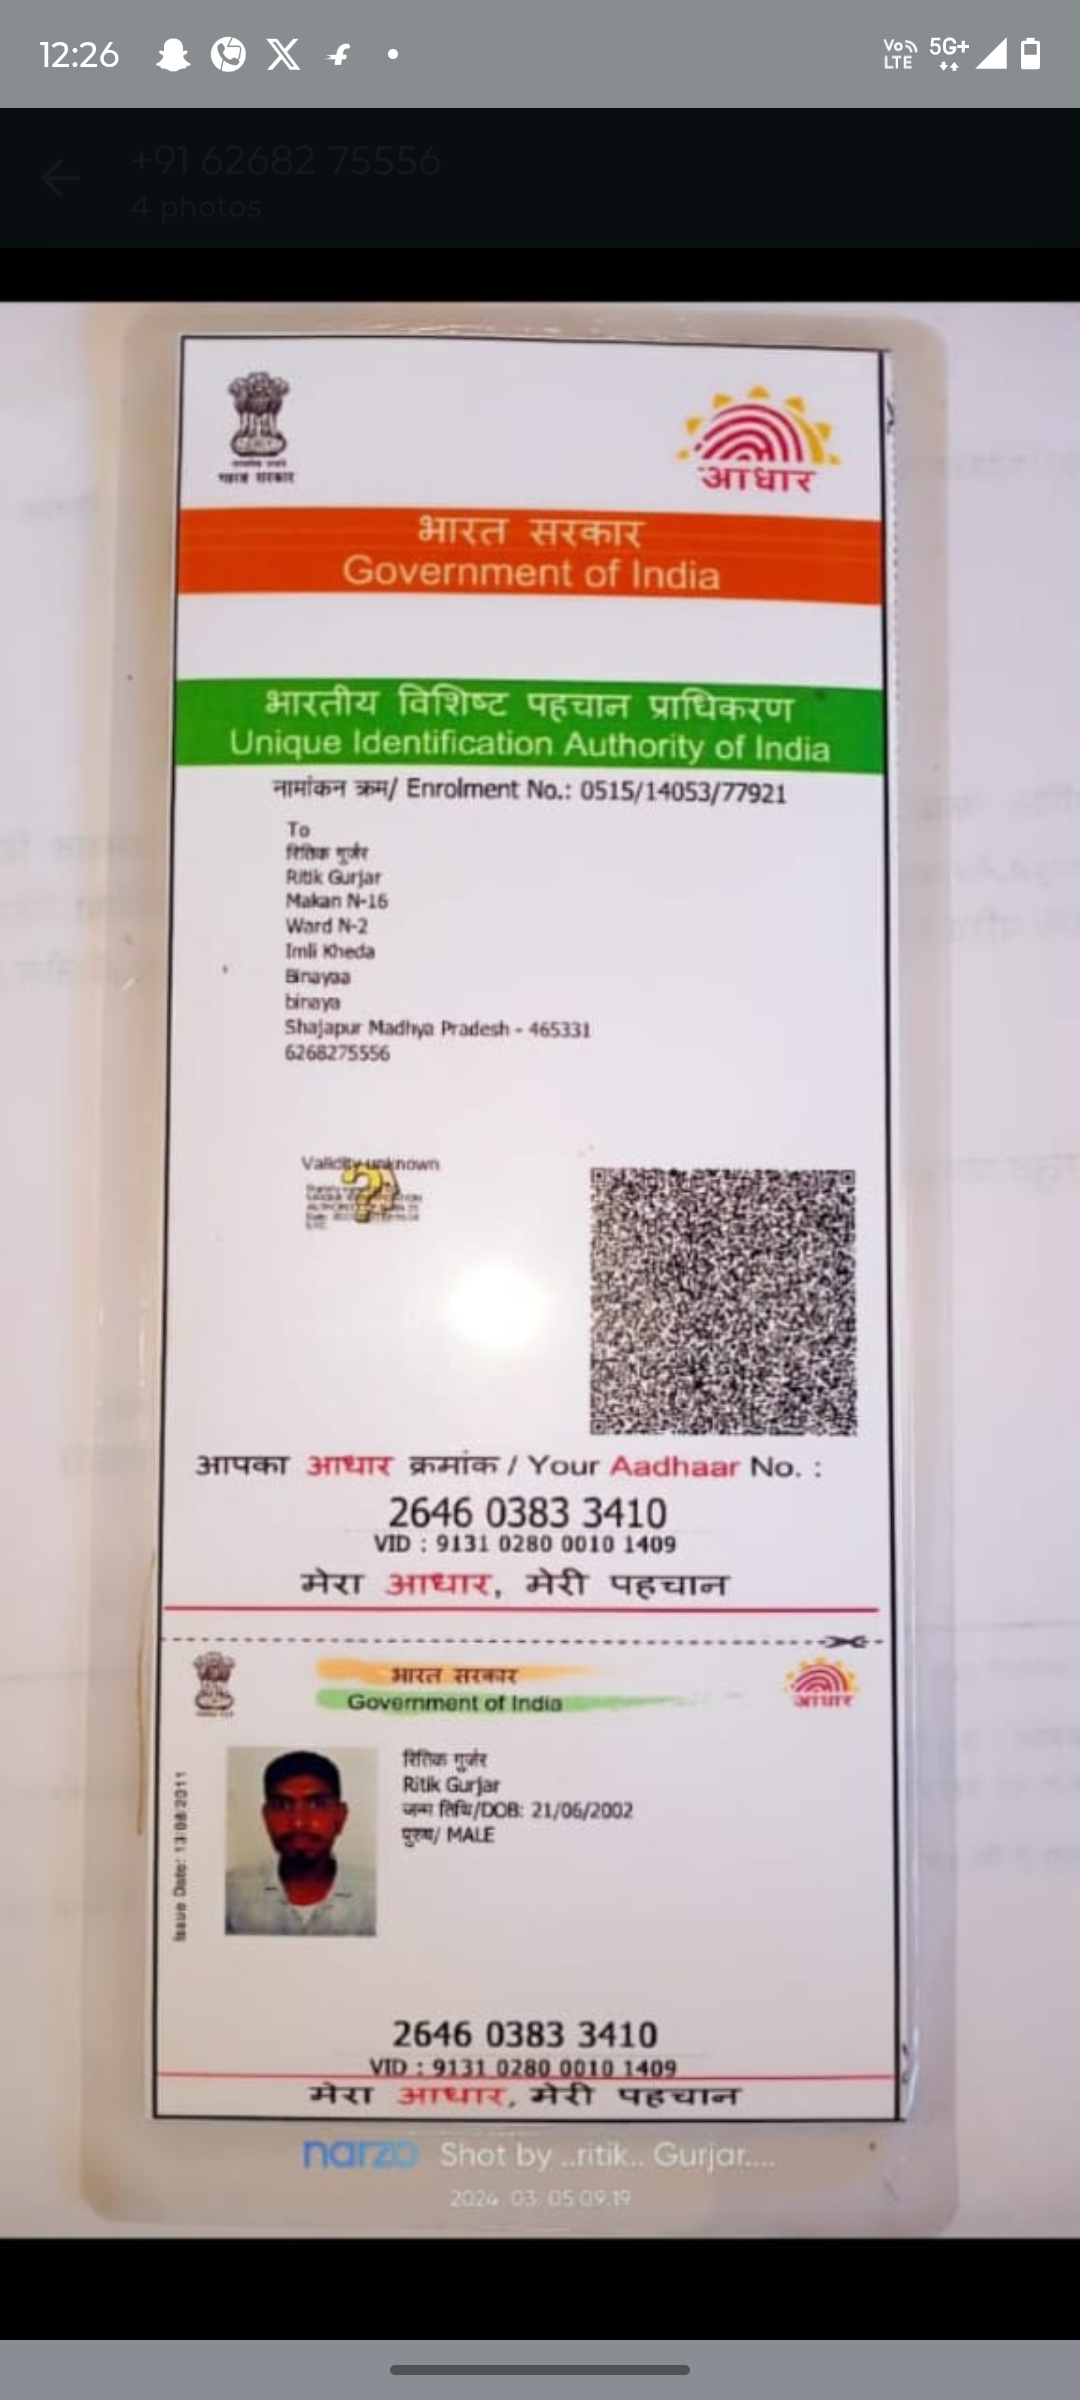 12:26
Vo LTE 5G+
+91 62682 75556
4 photos
भारत सरकार
आधार
भारत सरकार
Government of India
भारतीय विशिष्ट पहचान प्राधिकरण
Unique Identification Authority of India
नामांकन क्रम/ Enrolment No.: 0515/14053/77921
To
रितिक गुर्जर
Ritik Gurjar
Makan N-16
Ward N-2
Imli Kheda
Binayaa
binaya
Shajapur Madhya Pradesh - 465331
6268275556
Validity unknown
आपका आधार क्रमांक / Your Aadhaar No. :
2646 0383 3410
VID : 9131 0280 0010 1409
मेरा आधार, मेरी पहचान
भारत सरकार
Government of India
आधार
रितिक गुर्जर
Ritik Gurjar
जन्म तिथि/DOB: 21/06/2002
पुरुष/ MALE
Issue Date: 13/08/2011
2646 0383 3410
VID : 9131 0280 0010 1409
मेरा आधार, मेरी पहचान
narzo Shot by ..ritik.. Gurjar....
2024 03 05 09:19